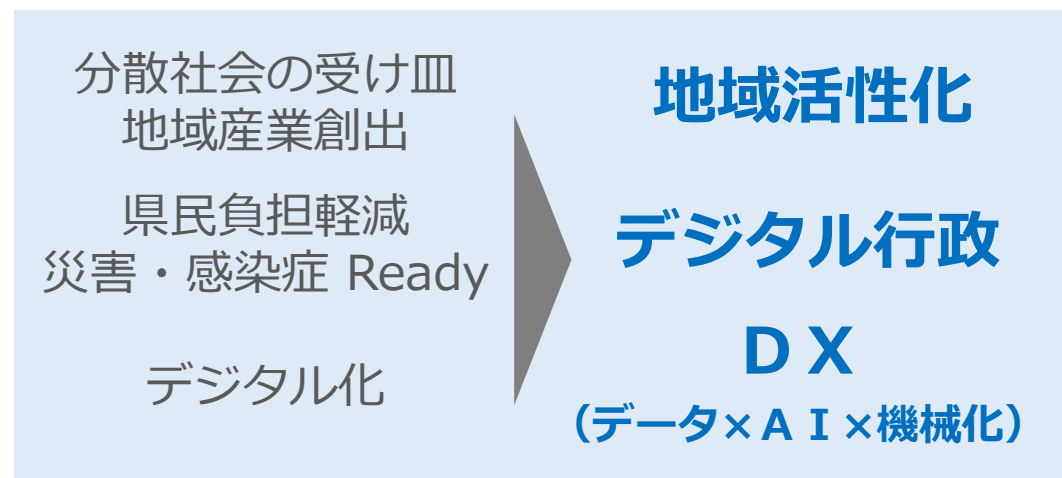 分散社会の受け皿
地域産業創出
県民負担軽減
災害・感染症 Ready
デジタル化
地域活性化
デジタル行政
ＤＸ
（データ×ＡＩ×機械化）